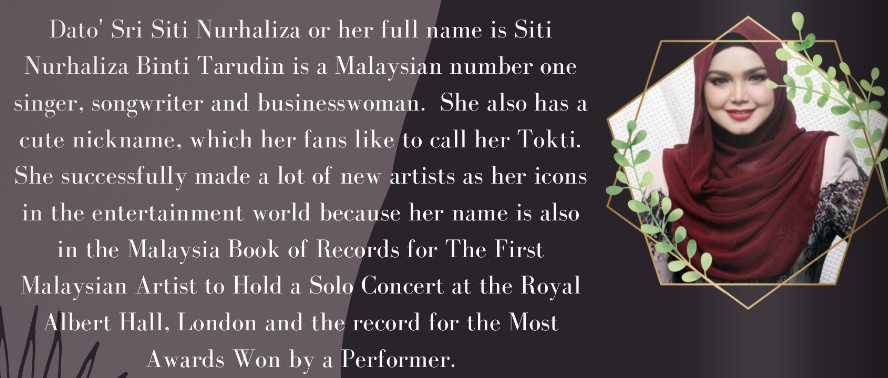 Dato' Sri Siti Nurhaliza or her full name is Siti
Nurhaliza Binti Tarudin is a Malaysian number one
singer, songwriter and businesswoman.  She also has a
cute nickname, which her fans like to call her Tokti.
She successfully made a lot of new artists as her icons
in the entertainment world because her name is also
in the Malaysia Book of Records for The First
Malaysian Artist to Hold a Solo Concert at the Royal
Albert Hall, London and the record for the Most
Awards Won by a Performer.